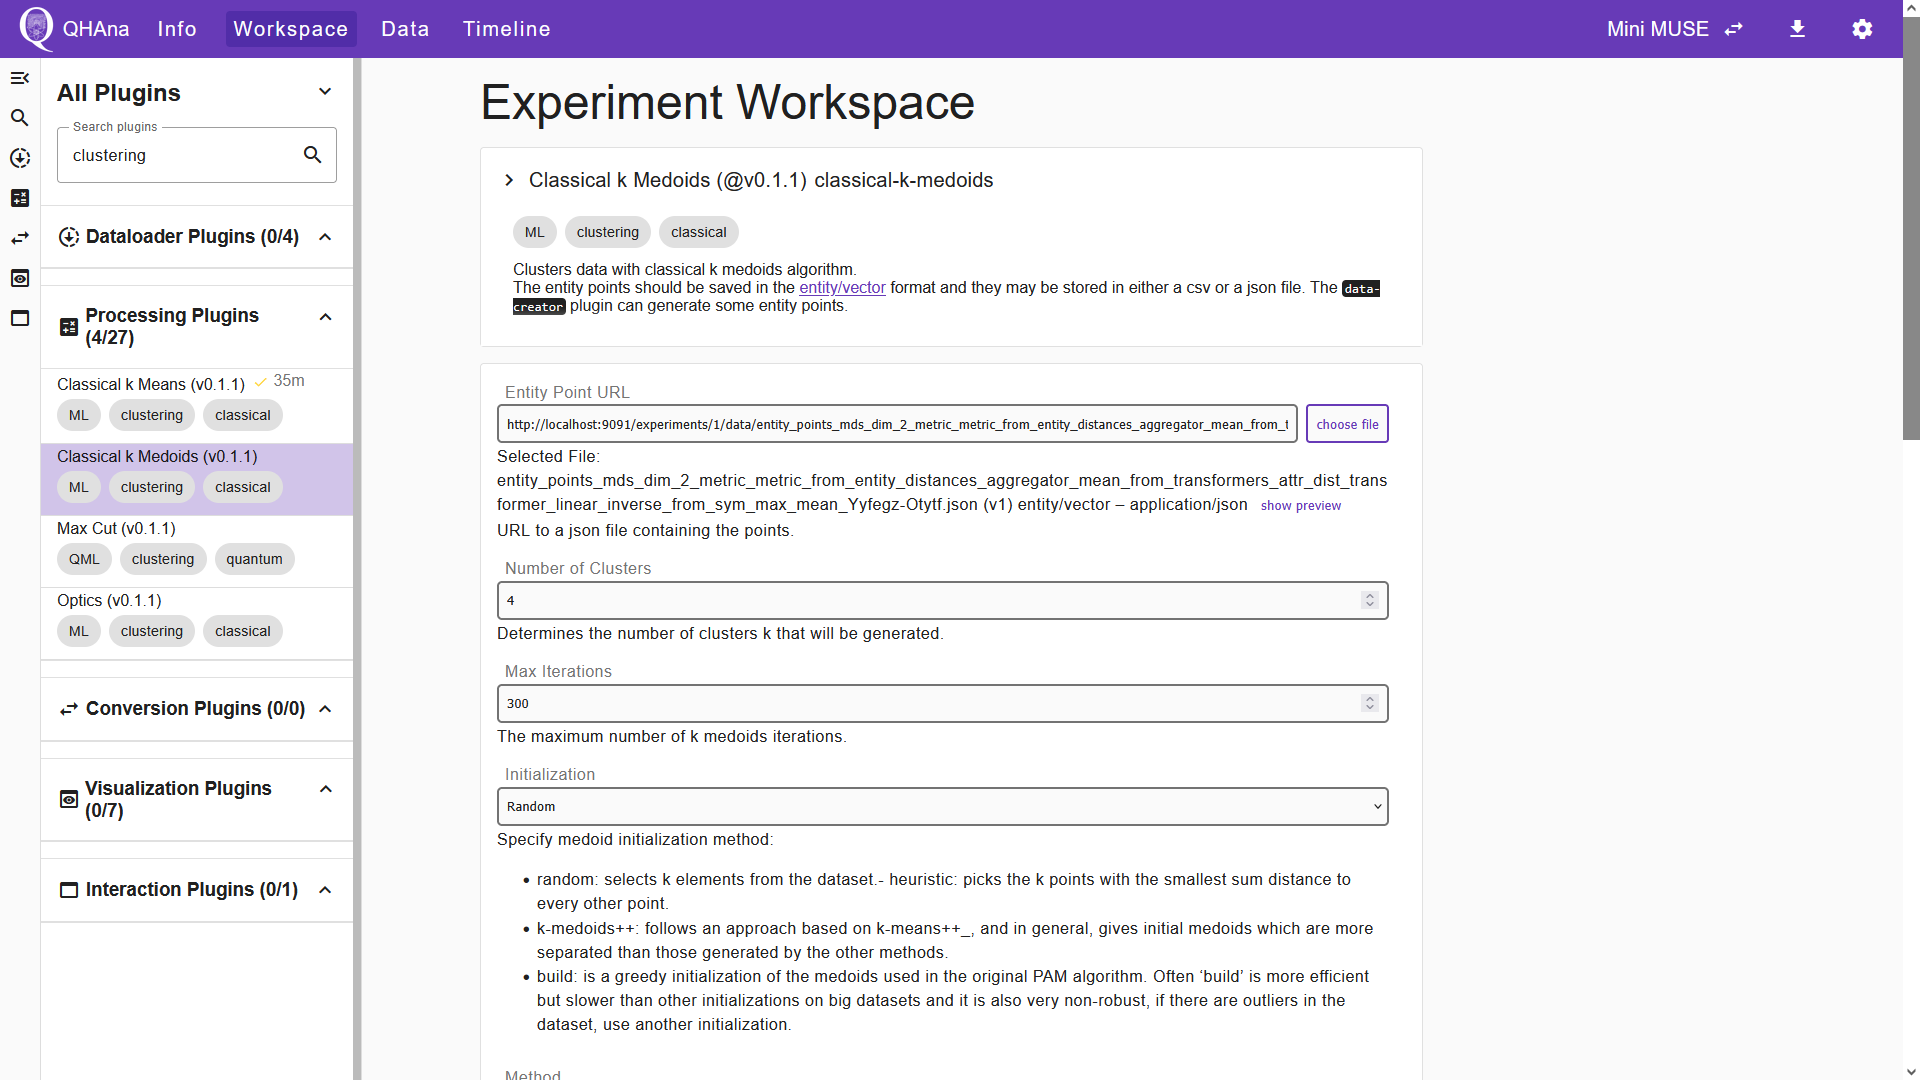 QHAna Info Workspace Data Timeline Mini MUSE
All Plugins
Search plugins
clustering
Dataloader Plugins (0/4)
Processing Plugins
(4/27)
Classical k Means (v0.1.1) 35m
ML clustering classical
Classical k Medoids (v0.1.1)
ML clustering classical
Max Cut (v0.1.1)
QML clustering quantum
Optics (v0.1.1)
ML clustering classical
Conversion Plugins (0/0)
Visualization Plugins
(0/7)
Interaction Plugins (0/1)
Experiment Workspace
Classical k Medoids (@v0.1.1) classical-k-medoids
ML clustering classical
Clusters data with classical k medoids algorithm.
The entity points should be saved in the entity/vector format and they may be stored in either a csv or a json file. The data-
creator plugin can generate some entity points.
Entity Point URL
http://localhost:9091/experiments/1/data/entity_points_mds_dim_2_metric_metric_from_entity_distances_aggregator_mean_from_t
choose file
Selected File:
entity_points_mds_dim_2_metric_metric_from_entity_distances_aggregator_mean_from_transformers_attr_dist_trans
former_linear_inverse_from_sym_max_mean_Yyfegz-Otytf.json (v1) entity/vector – application/json show preview
URL to a json file containing the points.
Number of Clusters
4
Determines the number of clusters k that will be generated.
Max Iterations
300
The maximum number of k medoids iterations.
Initialization
Random
Specify medoid initialization method:
• random: selects k elements from the dataset.- heuristic: picks the k points with the smallest sum distance to
every other point.
• k-medoids++: follows an approach based on k-means++_, and in general, gives initial medoids which are more
separated than those generated by the other methods.
• build: is a greedy initialization of the medoids used in the original PAM algorithm. Often ‘build’ is more efficient
but slower than other initializations on big datasets and it is also very non-robust, if there are outliers in the
dataset, use another initialization.
Method